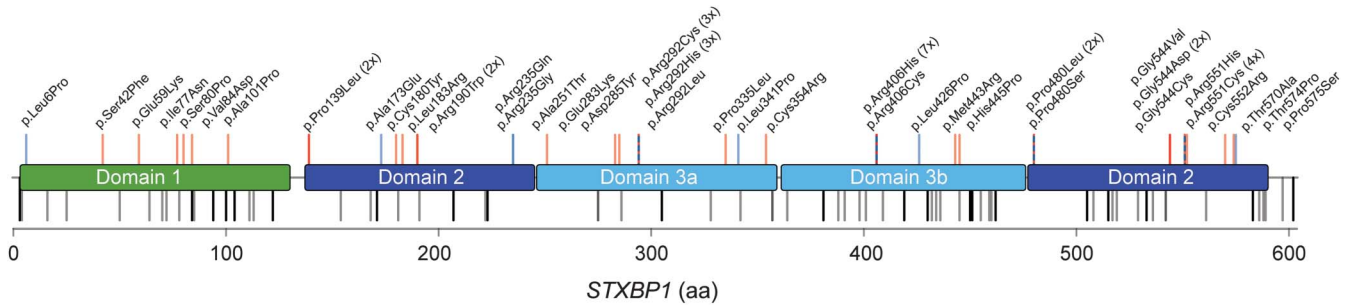 p.Leu6Pro
p.Ser42Phe
p.Glu59Lys
p.Ile77Asn
p.Ser80Pro
p.Val84Asp
p.Ala101Pro
p.Pro139Leu (2x)
p.Ala173Glu
p.Cys180Tyr
p.Leu183Arg
p.Arg190Trp (2x)
p.Arg235Gln
p.Arg235Gly
p.Ala251Thr
p.Glu283Lys
p.Asp285Tyr
p.Arg292Cys (3x)
p.Arg292His (3x)
p.Arg292Leu
p.Pro335Leu
p.Leu341Pro
p.Cys354Arg
p.Arg406His (7x)
p.Arg406Cys
p.Leu426Pro
p.Met443Arg
p.His445Pro
p.Pro480Leu (2x)
p.Pro480Ser
p.Gly544Val
p.Gly544Asp (2x)
p.Gly544Cys
p.Arg551His
p.Arg551Cys (4x)
p.Cys552Arg
p.Thr570Ala
p.Thr574Pro
p.Pro575Ser
Domain 1 Domain 2 Domain 3a Domain 3b Domain 2
0 100 200 300 400 500 600
STXBP1 (aa)